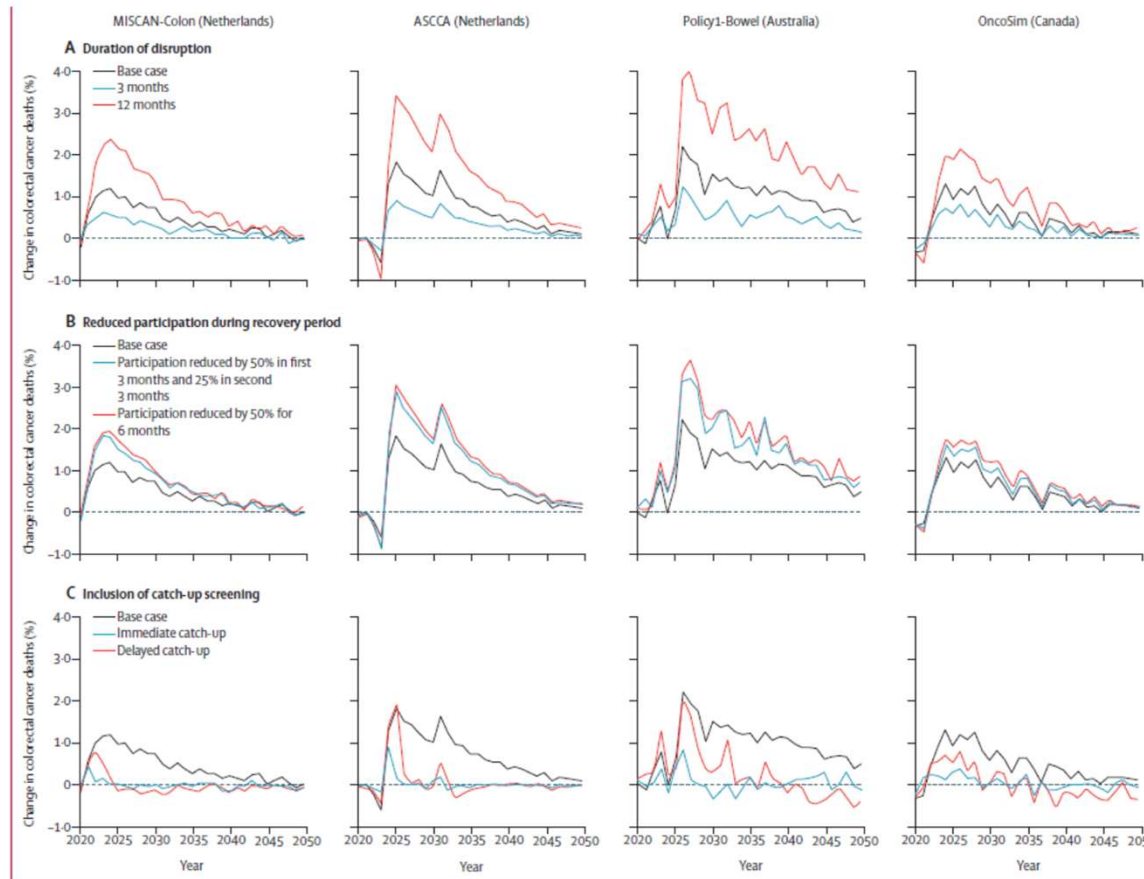 MISCAN-Colon (Netherlands) ASCCA (Netherlands) Policy1-Bowel (Australia) OncoSim (Canada)
A Duration of disruption
Change in colorectal cancer deaths (%)
4·0
3·0
2·0
1·0
0
–1·0
Base case
3 months
12 months
B Reduced participation during recovery period
Change in colorectal cancer deaths (%)
4·0
3·0
2·0
1·0
0
–1·0
Base case
Participation reduced by 50% in first
3 months and 25% in second
3 months
Participation reduced by 50% for
6 months
C Inclusion of catch-up screening
Change in colorectal cancer deaths (%)
4·0
3·0
2·0
1·0
0
–1·0
Base case
Immediate catch-up
Delayed catch-up
2020 2025 2030 2035 2040 2045 2050 2020 2025 2030 2035 2040 2045 2050 2020 2025 2030 2035 2040 2045 2050 2020 2025 2030 2035 2040 2045 205
Year Year Year Year